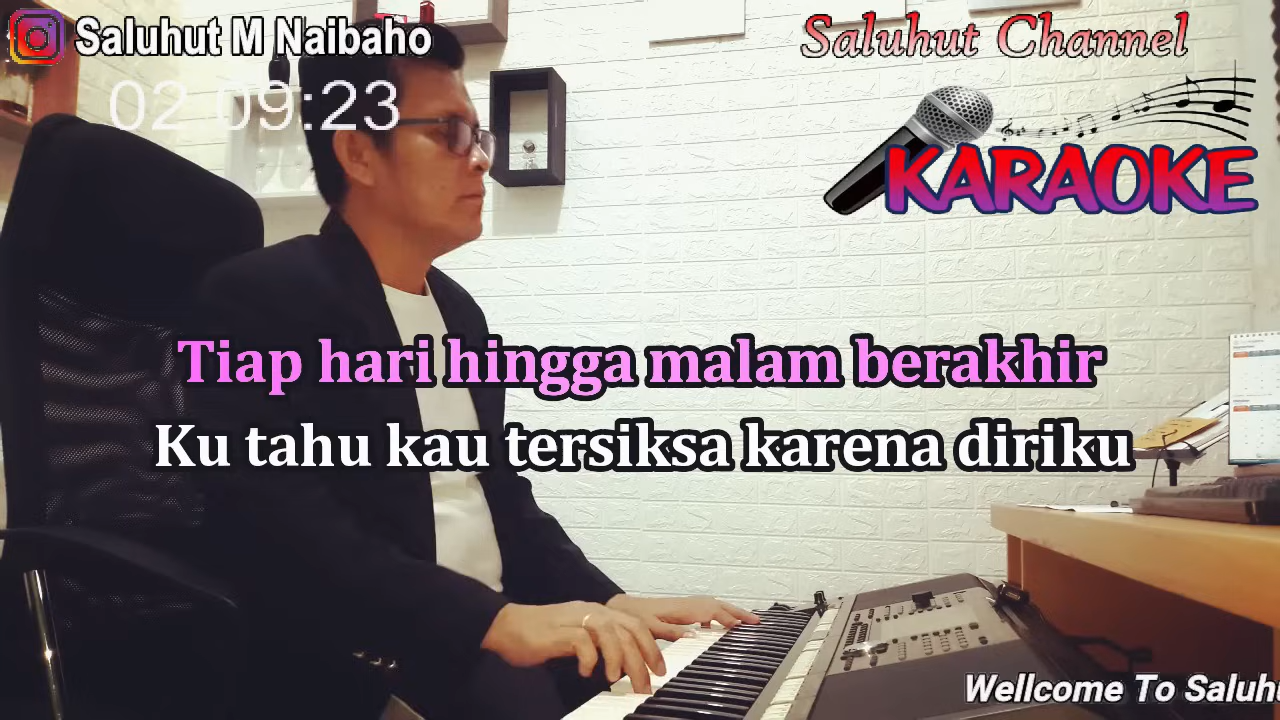 Saluhut M Naibaho
Saluhut Channel
02 09:23
KARAOKE
Tiap hari hingga malam berakhir
Ku tahu kau tersiksa karena diriku
Wellcome To Saluh